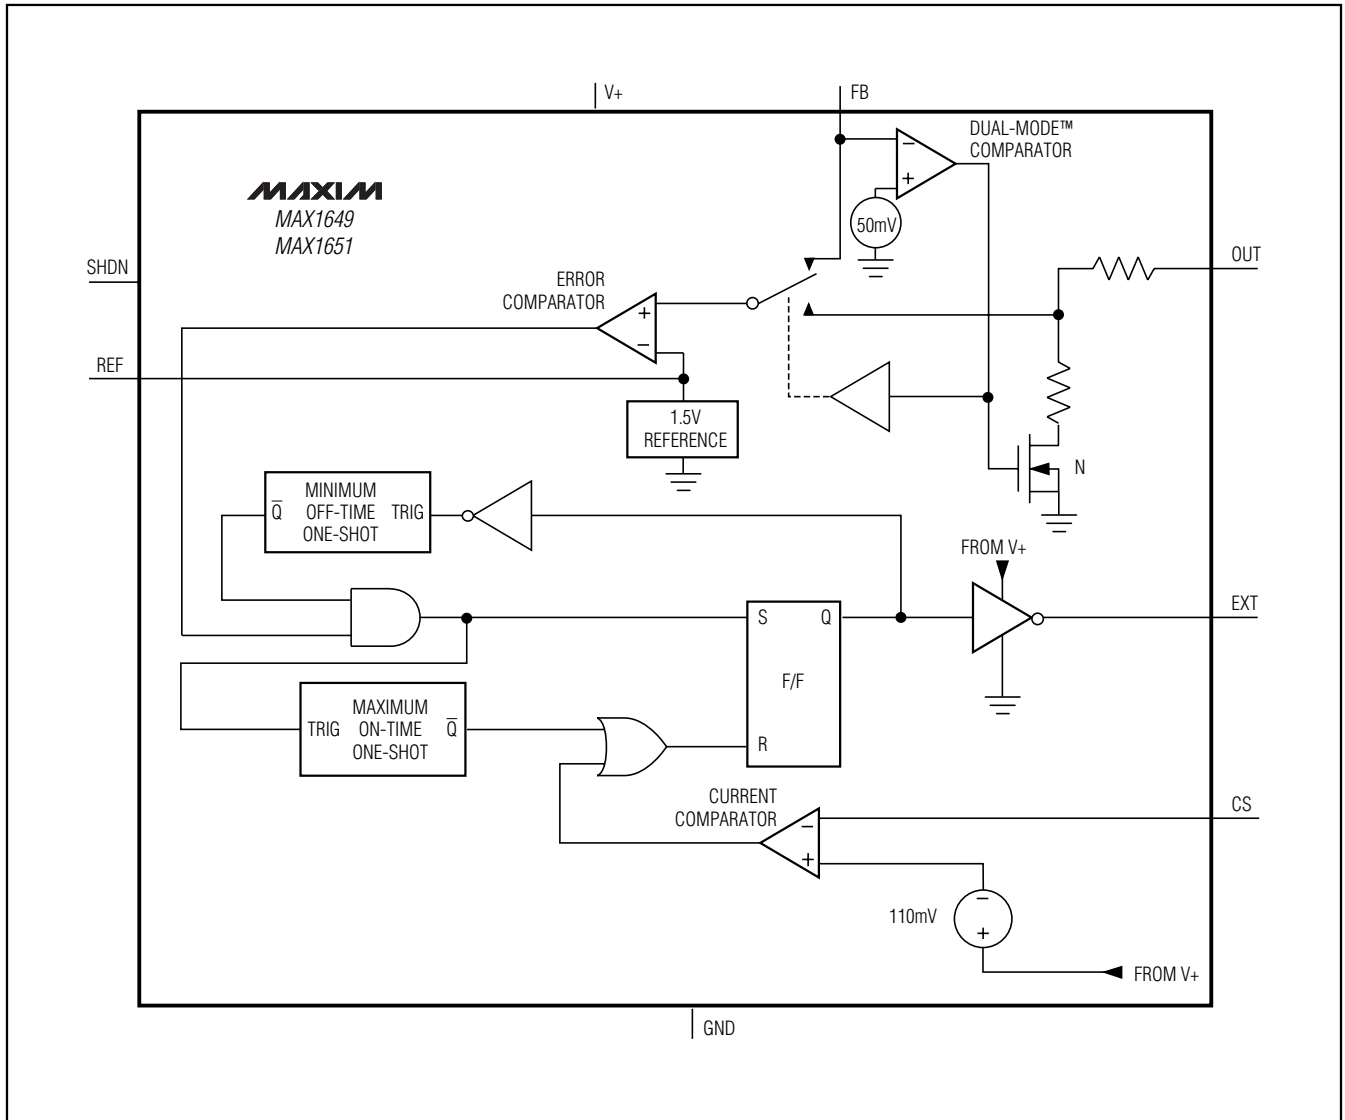 V+
FB
DUAL-MODE™
COMPARATOR
MAXIM
MAX1649
MAX1651
−
+
50mV
SHDN
OUT
ERROR
COMPARATOR
+
−
REF
1.5V
REFERENCE
N
MINIMUM
Q̅ OFF-TIME TRIG
ONE-SHOT
FROM V+
S Q
EXT
F/F
MAXIMUM
TRIG ON-TIME Q̅
ONE-SHOT
R
CURRENT
COMPARATOR
CS
−
+
110mV
−
+
FROM V+
GND